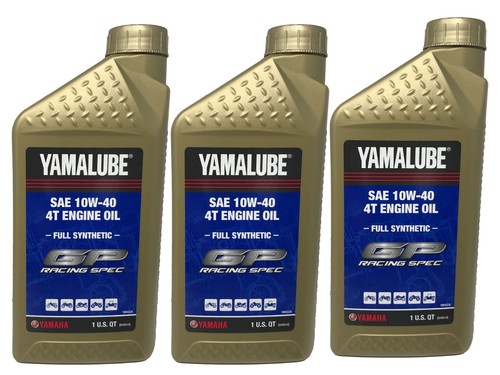 YAMALUBE®
SAE 10W-40
4T ENGINE OIL
– FULL SYNTHETIC –
GP
RACING SPEC
YAMAHA
1 U.S. QT
YAMALUBE®
SAE 10W-40
4T ENGINE OIL
– FULL SYNTHETIC –
GP
RACING SPEC
YAMAHA
1 U.S. QT
YAMALUBE®
SAE 10W-40
4T ENGINE OIL
– FULL SYNTHETIC –
GP
RACING SPEC
YAMAHA
1 U.S. QT